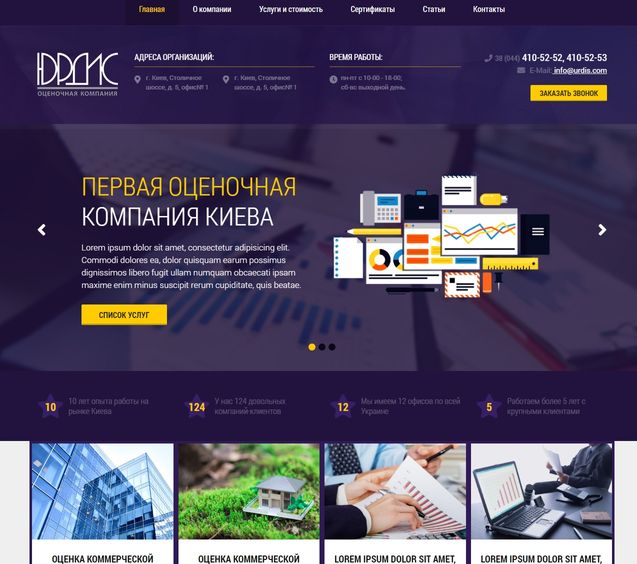 Главная О компании Услуги и стоимость Сертификаты Статьи Контакты
ЮРДИС
ОЦЕНОЧНАЯ КОМПАНИЯ
АДРЕСА ОРГАНИЗАЦИЙ:
г. Киев, Столичное
шоссе, д. 5, офис№ 1
г. Киев, Столичное
шоссе, д. 5, офис№ 1
ВРЕМЯ РАБОТЫ:
пн-пт с 10-00 - 18-00;
сб-вс выходной день.
38 (044) 410-52-52, 410-52-53
E-Mail: info@urdis.com
ЗАКАЗАТЬ ЗВОНОК
ПЕРВАЯ ОЦЕНОЧНАЯ
КОМПАНИЯ КИЕВА
Lorem ipsum dolor sit amet, consectetur adipisicing elit.
Commodi dolores ea, dolor quisquam earum possimus
dignissimos libero fugit ullam numquam obcaecati ipsam
maxime enim minus suscipit rerum cupiditate, quis beatae.
СПИСОК УСЛУГ
10
10 лет опыта работы на
рынке Киева
124
У нас 124 довольных
компаний-клиентов
12
Мы имеем 12 офисов по всей
Украине
5
Работаем более 5 лет с
крупными клиентами
ОЦЕНКА КОММЕРЧЕСКОЙ
ОЦЕНКА КОММЕРЧЕСКОЙ
LOREM IPSUM DOLOR SIT AMET,
LOREM IPSUM DOLOR SIT AMET,